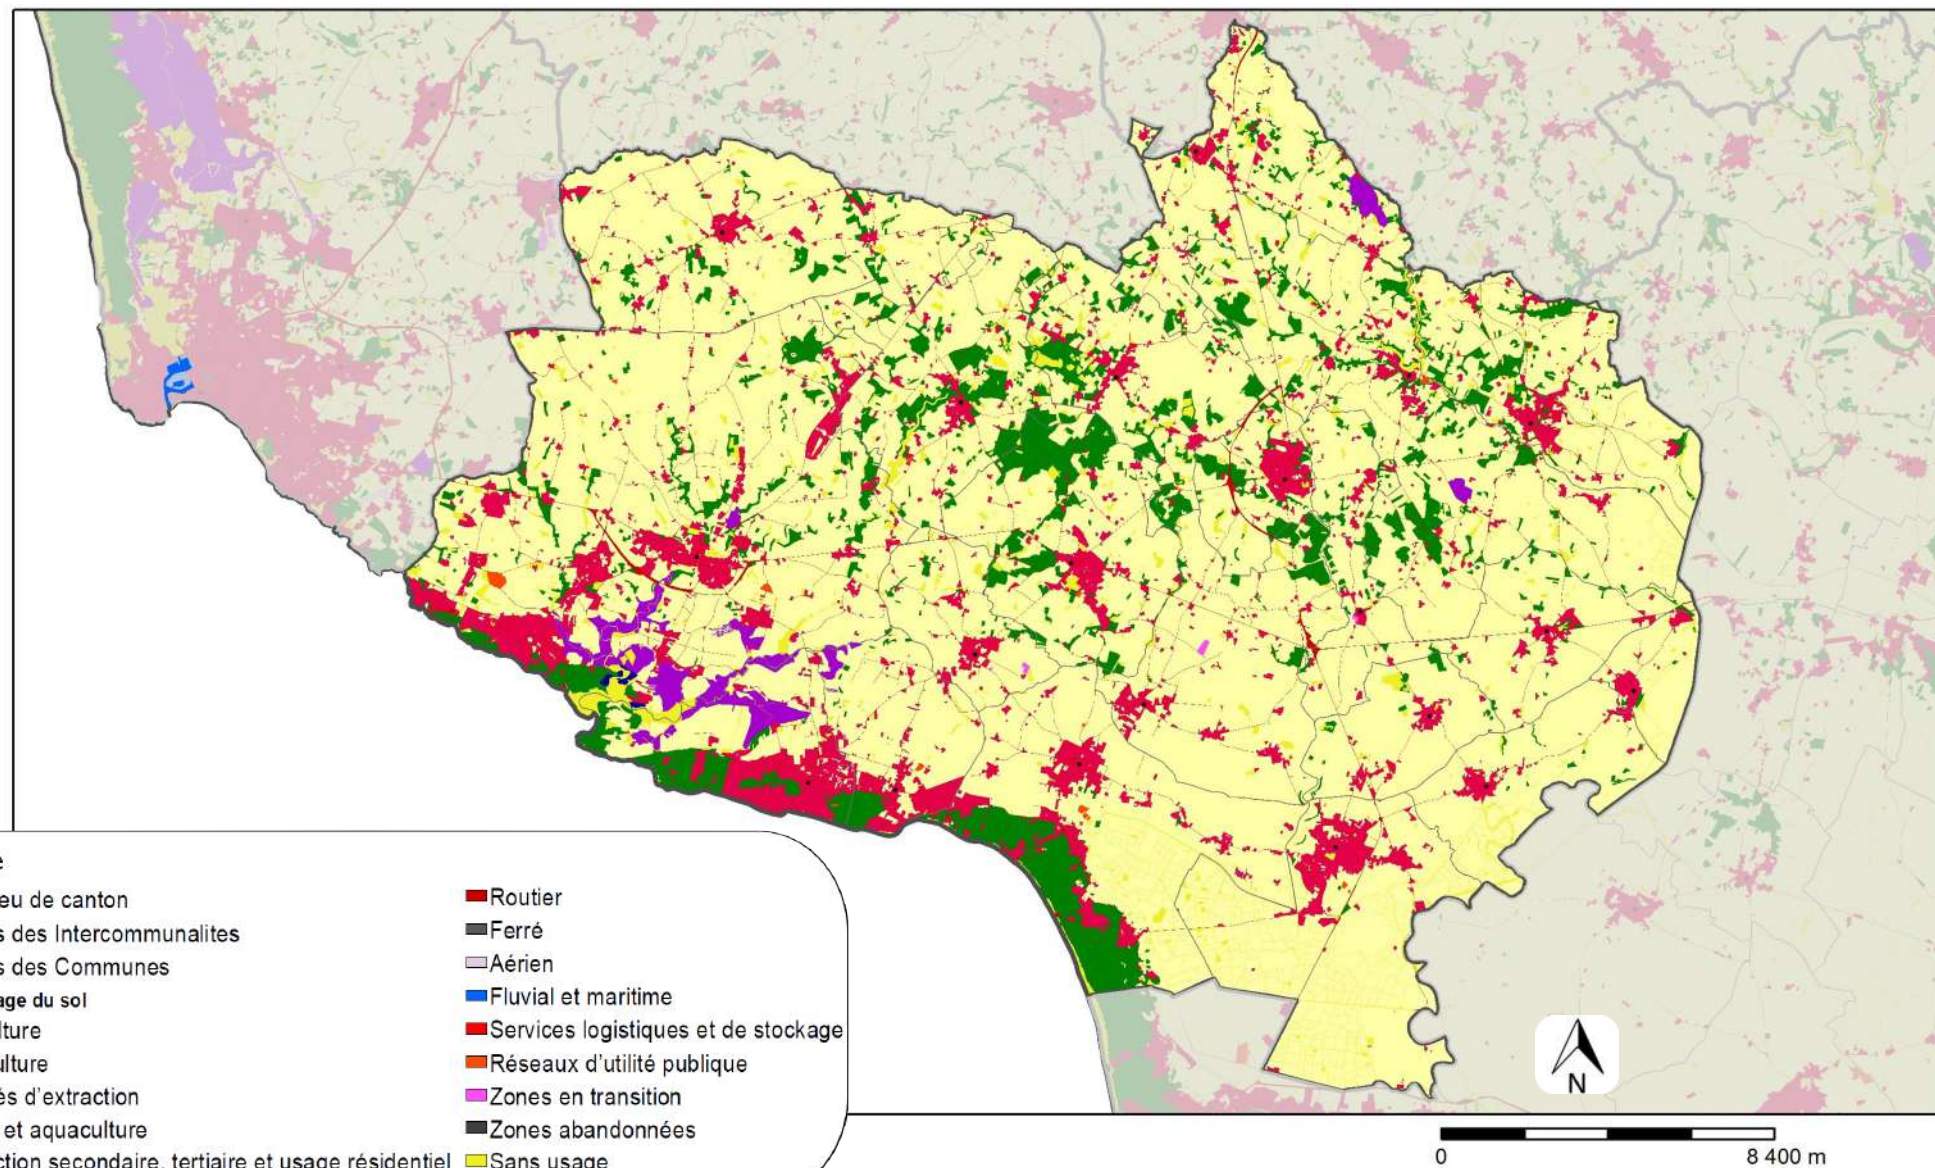 e
eu de canton
s des Intercommunalites
s des Communes
age du sol
lture
ulture
ès d'extraction
et aquaculture
ction secondaire, tertiaire et usage résidentiel
Routier
Ferré
Aérien
Fluvial et maritime
Services logistiques et de stockage
Réseaux d'utilité publique
Zones en transition
Zones abandonnées
Sans usage
N
0 8 400 m